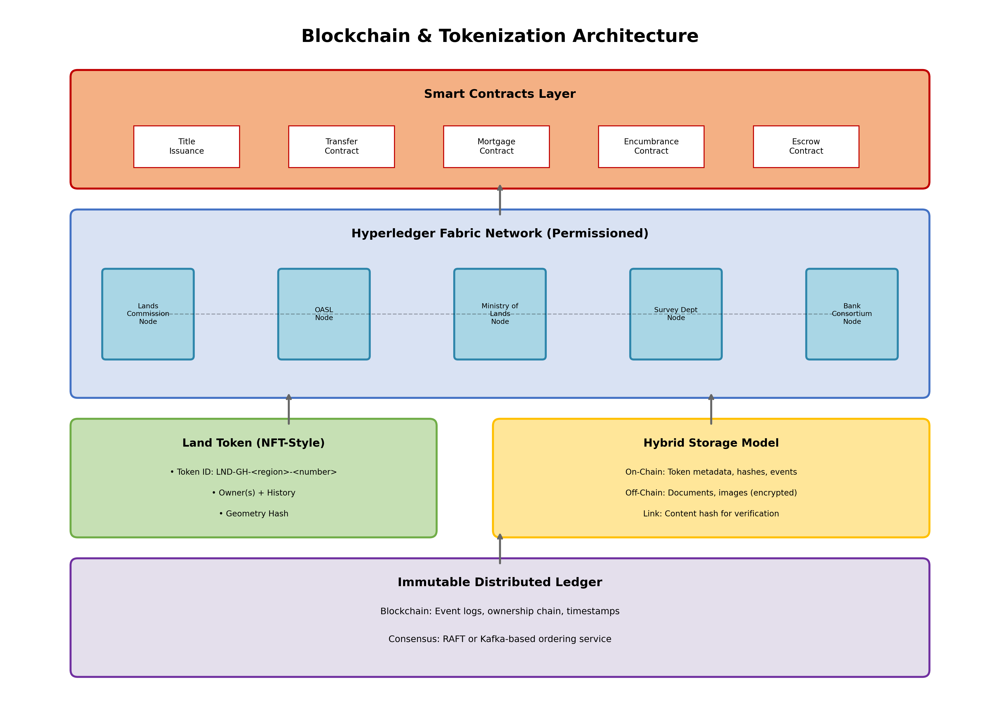 Blockchain & Tokenization Architecture
Smart Contracts Layer
Title
Issuance
Transfer
Contract
Mortgage
Contract
Encumbrance
Contract
Escrow
Contract
Hyperledger Fabric Network (Permissioned)
Lands
Commission
Node
OASL
Node
Ministry of
Lands
Node
Survey Dept
Node
Bank
Consortium
Node
Land Token (NFT-Style)
• Token ID: LND-GH-<region>-<number>
• Owner(s) + History
• Geometry Hash
Hybrid Storage Model
On-Chain: Token metadata, hashes, events
Off-Chain: Documents, images (encrypted)
Link: Content hash for verification
Immutable Distributed Ledger
Blockchain: Event logs, ownership chain, timestamps
Consensus: RAFT or Kafka-based ordering service